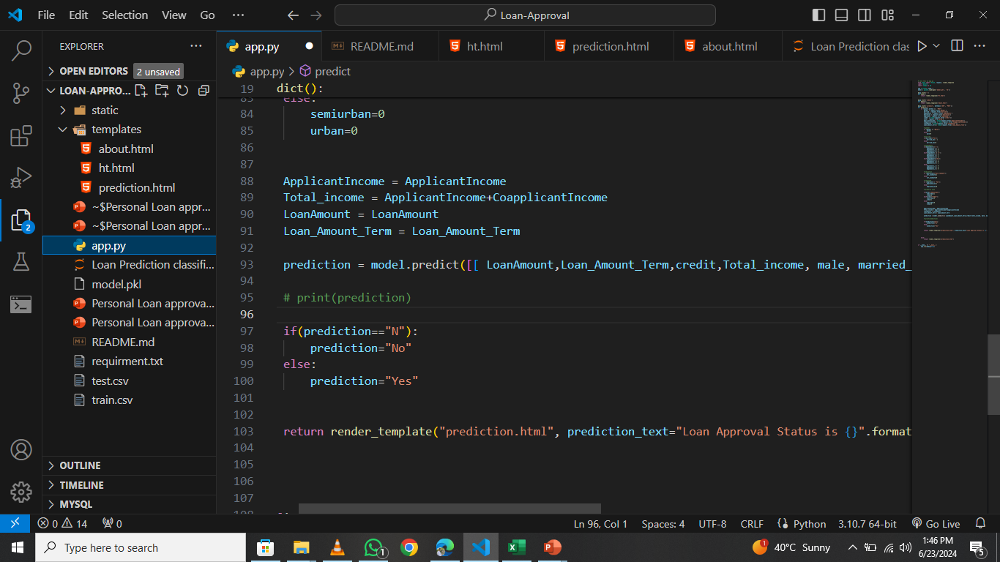 File Edit Selection View Go ··· Loan-Approval
EXPLORER ···
OPEN EDITORS 2 unsaved
LOAN-APPRO...
static
templates
about.html
ht.html
prediction.html
~$Personal Loan appr...
~$Personal Loan appr...
app.py
Loan Prediction classifi...
model.pkl
Personal Loan approva...
Personal Loan approva...
README.md
requirment.txt
test.csv
train.csv
OUTLINE
TIMELINE
MYSQL
2
app.py README.md ht.html prediction.html about.html Loan Prediction clas ···
app.py > predict
19 dict():
83 else:
84 semiurban=0
85 urban=0
86
87
88 ApplicantIncome = ApplicantIncome
89 Total_income = ApplicantIncome+CoapplicantIncome
90 LoanAmount = LoanAmount
91 Loan_Amount_Term = Loan_Amount_Term
92
93 prediction = model.predict([[ LoanAmount,Loan_Amount_Term,credit,Total_income, male, married_
94
95 # print(prediction)
96
97 if(prediction=="N"):
98 prediction="No"
99 else:
100 prediction="Yes"
101
102
103 return render_template("prediction.html", prediction_text="Loan Approval Status is {}".format
104
105
106
107
0 14 0 Ln 96, Col 1 Spaces: 4 UTF-8 CRLF Python 3.10.7 64-bit Go Live
Type here to search 1 1 40°C Sunny 1:46 PM
6/23/2024 5